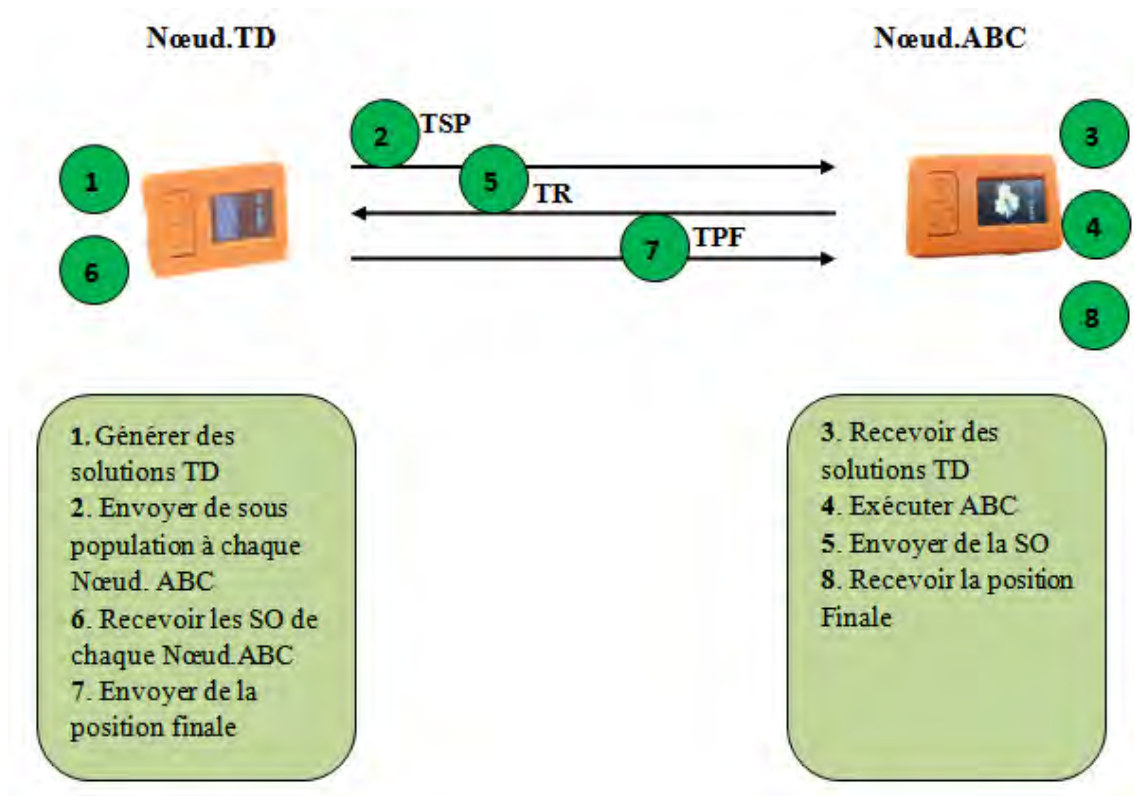 Nœud.TD
Nœud.ABC
2
TSP
3
1
5
TR
4
6
7
TPF
8
1. Générer des
solutions TD
2. Envoyer de sous
population à chaque
Nœud. ABC
6. Recevoir les SO de
chaque Nœud.ABC
7. Envoyer de la
position finale
3. Recevoir des
solutions TD
4. Exécuter ABC
5. Envoyer de la SO
8. Recevoir la position
Finale